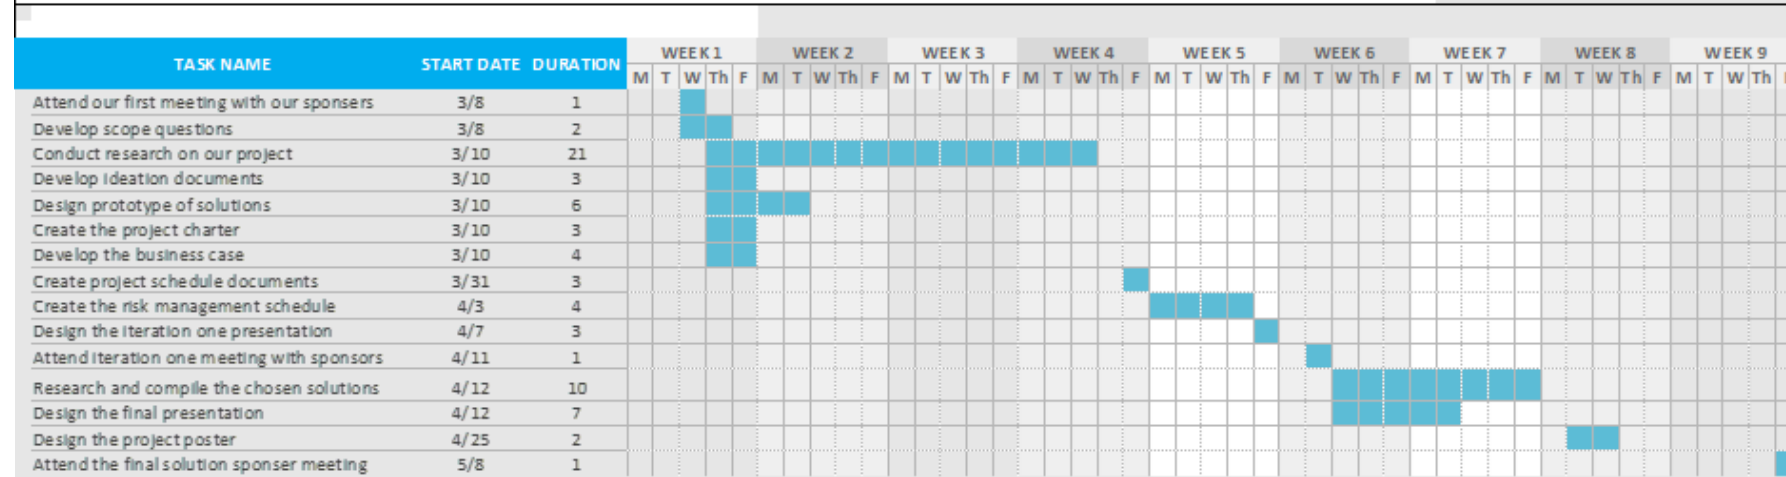 WEEK 1 WEEK 2 WEEK 3 WEEK 4 WEEK 5 WEEK 6 WEEK 7 WEEK 8 WEEK 9
TASK NAME START DATE DURATION
M T W Th F M T W Th F M T W Th F M T W Th F M T W Th F M T W Th F M T W Th F M T W Th F M T W Th
Attend our first meeting with our sponsers 3/8 1
Develop scope questions 3/8 2
Conduct research on our project 3/10 21
Develop ideation documents 3/10 3
Design prototype of solutions 3/10 6
Create the project charter 3/10 3
Develop the business case 3/10 4
Create project schedule documents 3/31 3
Create the risk management schedule 4/3 4
Design the iteration one presentation 4/7 3
Attend iteration one meeting with sponsors 4/11 1
Research and compile the chosen solutions 4/12 10
Design the final presentation 4/12 7
Design the project poster 4/25 2
Attend the final solution sponser meeting 5/8 1